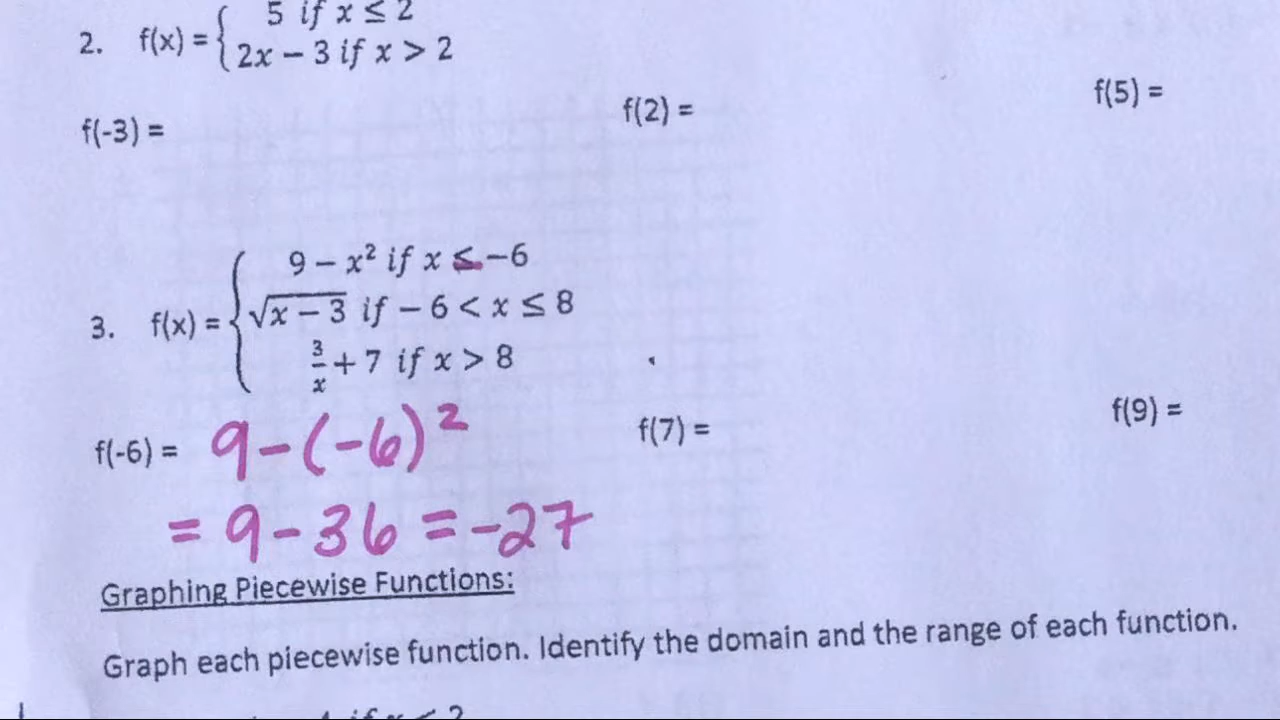 2. f(x) = { 5 if x ≤ 2
2x − 3 if x > 2
f(-3) = f(2) = f(5) =
9 − x² if x ≤ −6
3. f(x) = { √x − 3 if − 6 < x ≤ 8
3/x + 7 if x > 8
f(-6) = 9 - (-6)² f(7) = f(9) =
= 9 - 36 = -27
Graphing Piecewise Functions:
Graph each piecewise function. Identify the domain and the range of each function.